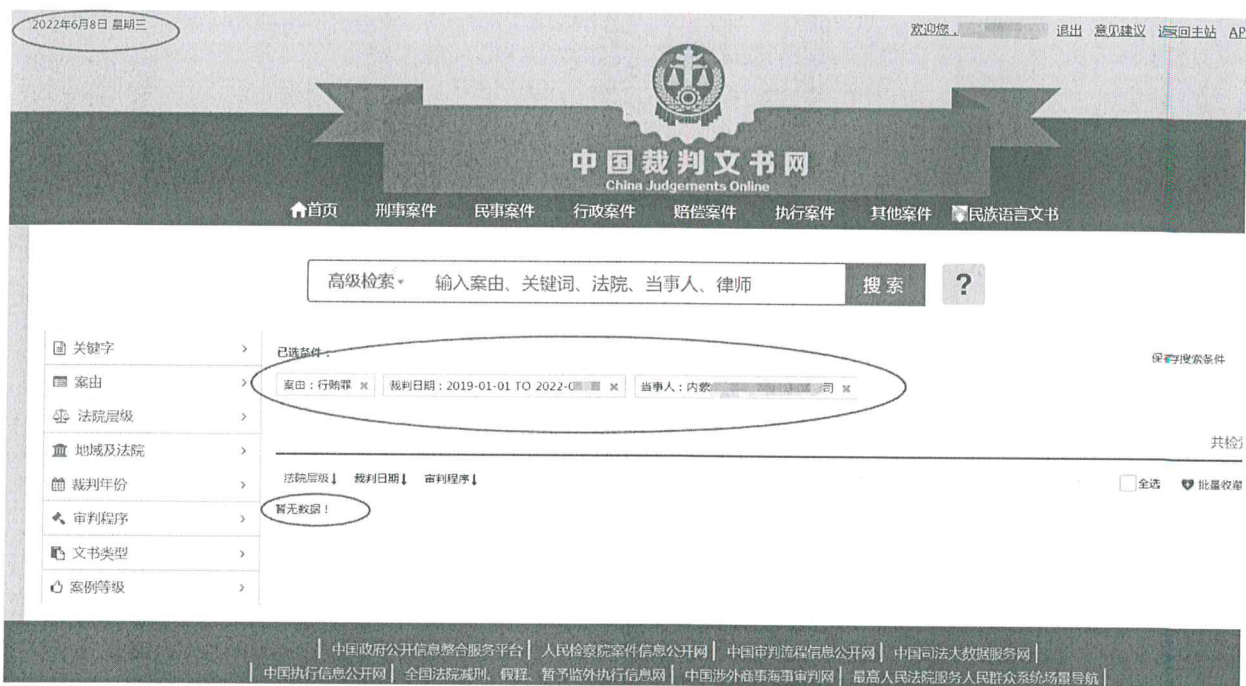 2022年6月8日 星期三
欢迎您， 退出 意见建议 返回主站 AP
中国裁判文书网
China Judgements Online
首页 刑事案件 民事案件 行政案件 赔偿案件 执行案件 其他案件 民族语言文书
高级检索 输入案由、关键词、法院、当事人、律师 搜索 ?
关键字
案由
法院层级
地域及法院
裁判年份
审判程序
文书类型
案例等级
已选条件：
保存搜索条件
案由：行贿罪 × 裁判日期：2019-01-01 TO 2022-0 × 当事人：内蒙 司 ×
共检
法院层级 裁判日期 审判程序
全选 批量收藏
暂无数据！
中国政府公开信息整合服务平台 | 人民检察院案件信息公开网 | 中国审判流程信息公开网 | 中国司法大数据服务网 |
中国执行信息公开网 | 全国法院减刑、假释、暂予监外执行信息网 | 中国涉外商事海事审判网 | 最高人民法院服务人民群众系统场景导航 |